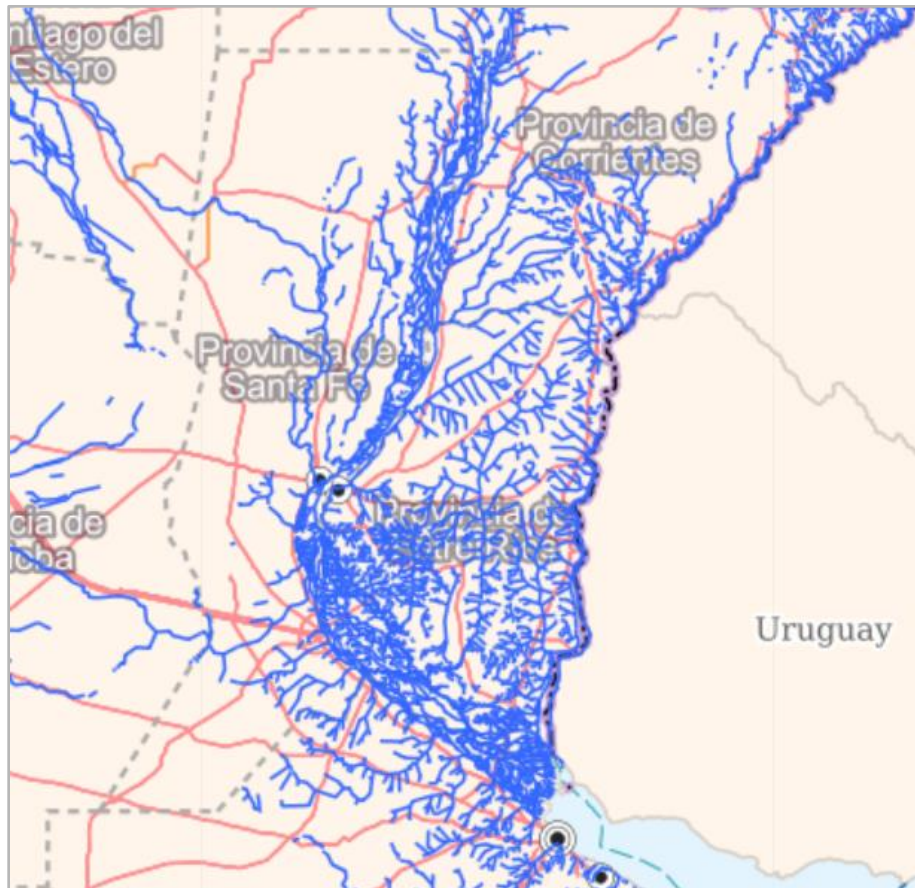 ntiago del
Estero
Provincia de
Corrientes
Provincia de
Santa Fe
cia de
Provincia de
Uruguay